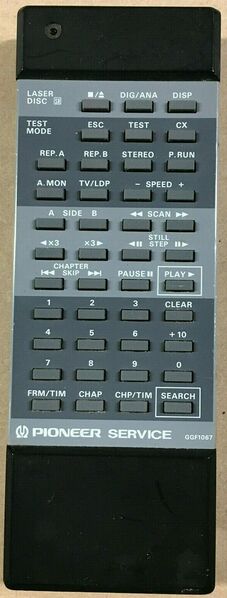 LASER DISC ■/▲ DIG/ANA DISP
TEST MODE ESC TEST CX
REP.A REP.B STEREO P.RUN
A.MON TV/LDP − SPEED +
A SIDE B ◀◀ SCAN ▶▶
◀×3 ×3▶ ◀II STILL STEP II▶
I◀◀ CHAPTER SKIP ▶▶I PAUSE II PLAY ▶
1 2 3 CLEAR
4 5 6 +10
7 8 9 0
FRM/TIM CHAP CHP/TIM SEARCH
PIONEER SERVICE GGF1067